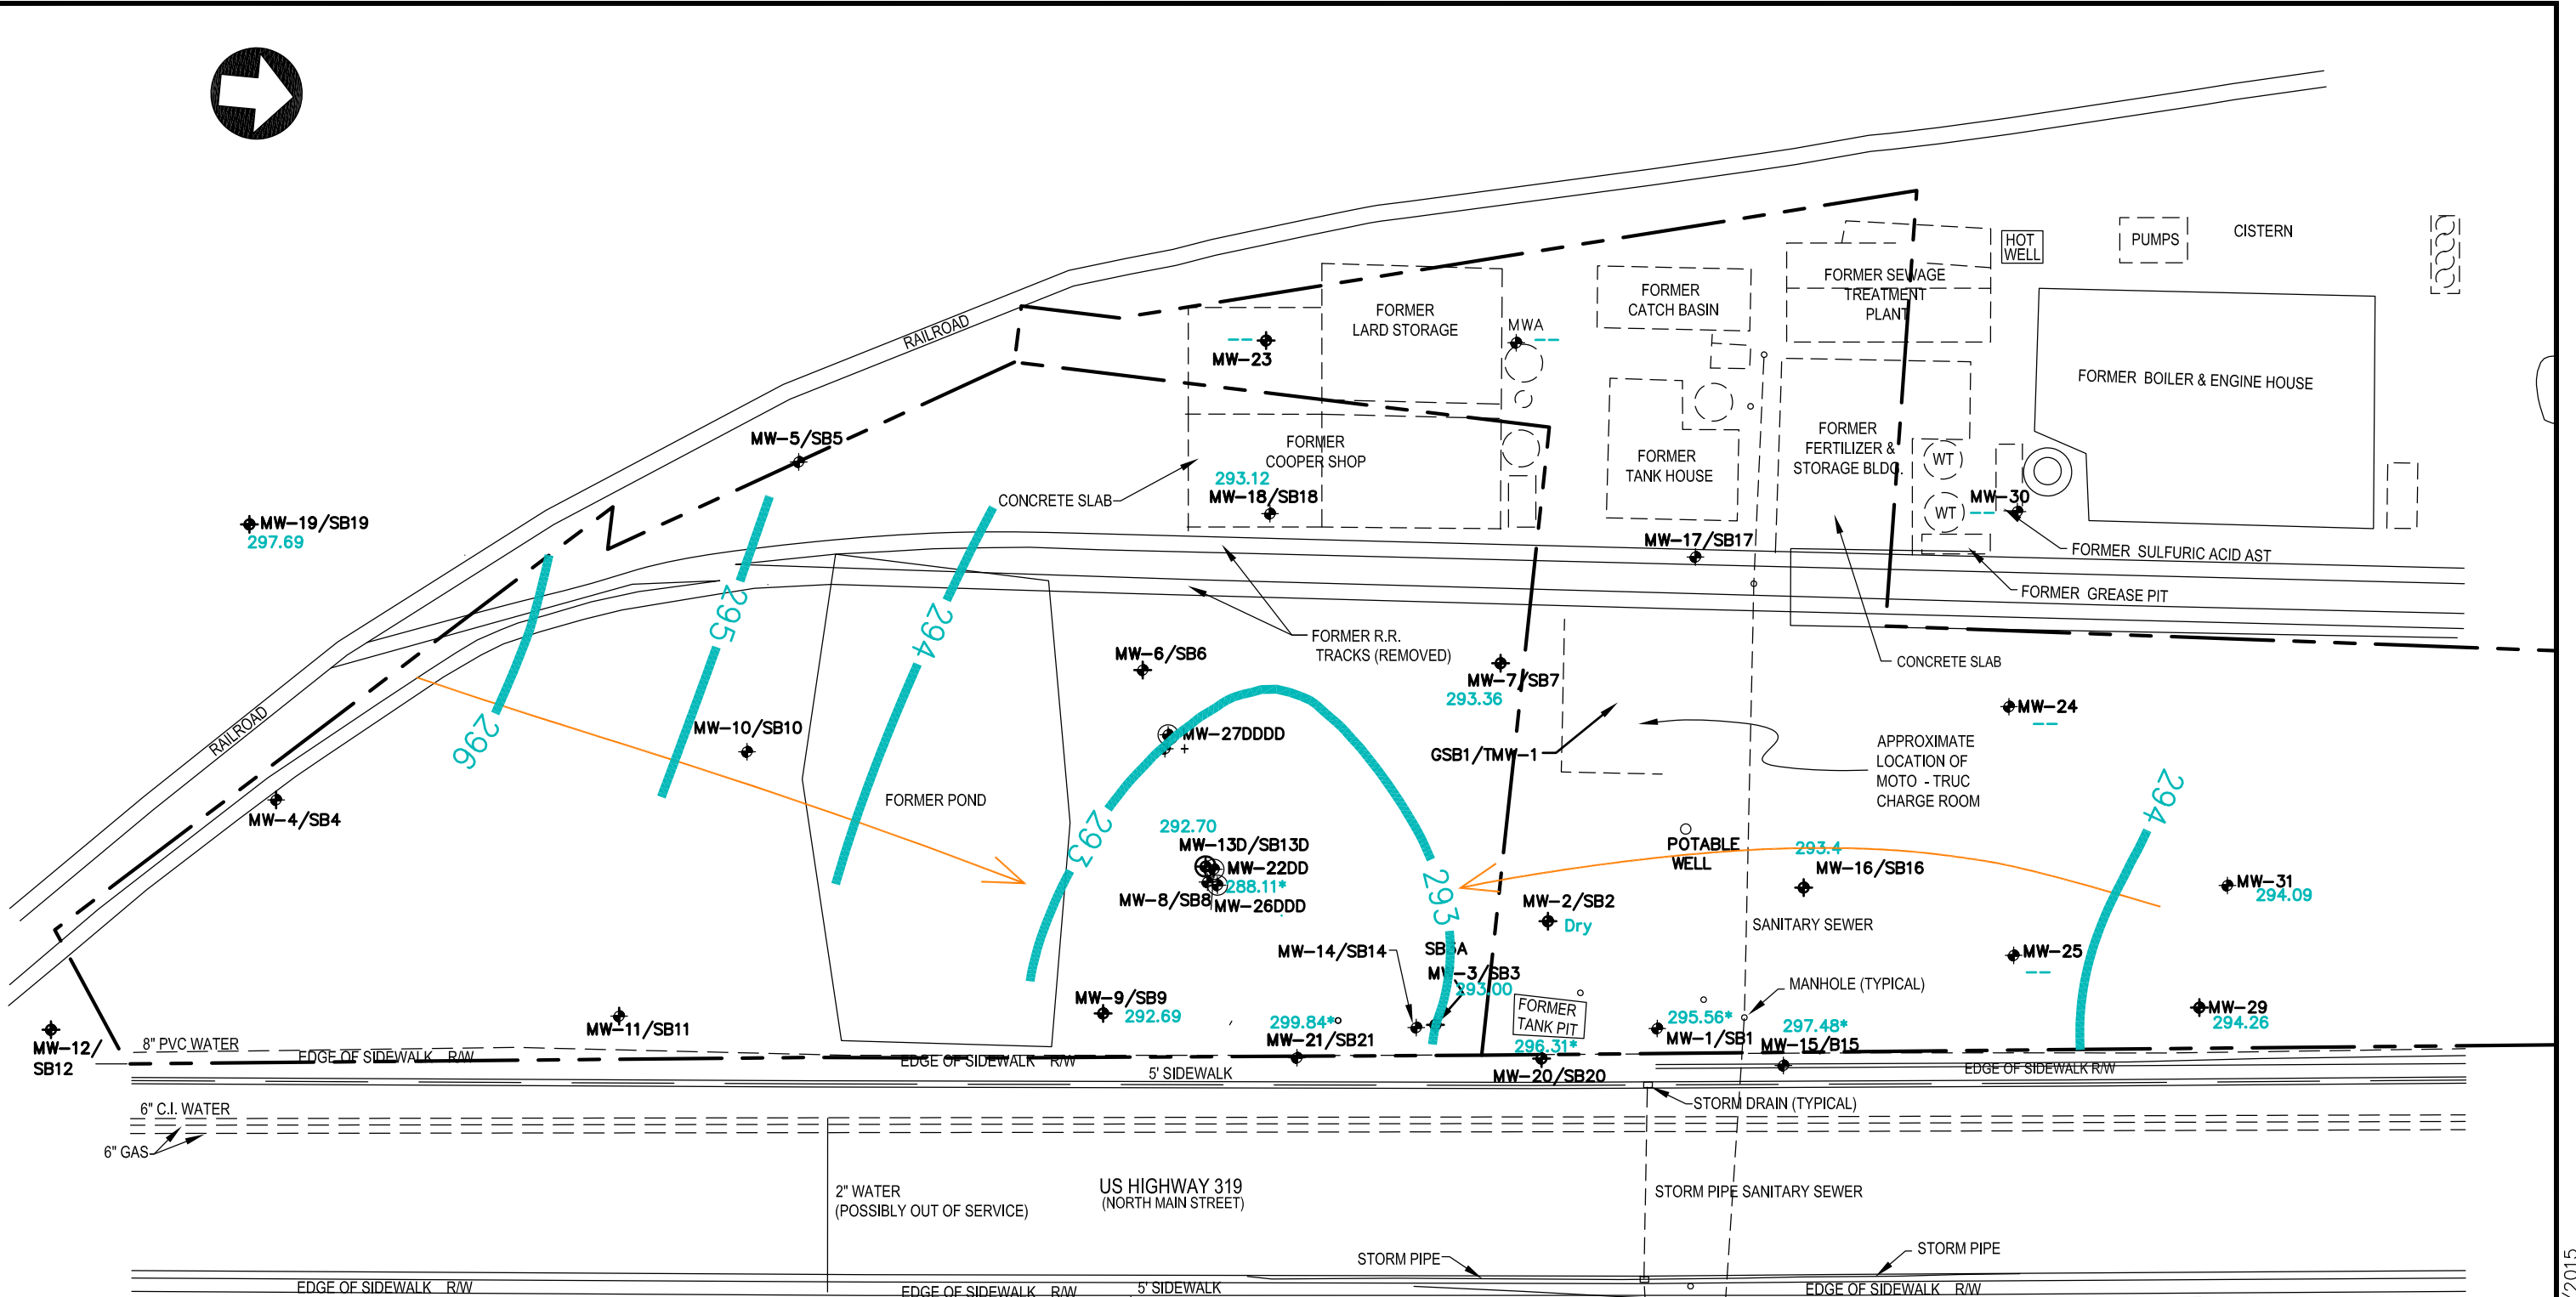 CISTERN
HOT
WELL
PUMPS
FORMER SEWAGE
TREATMENT
PLANT
FORMER
CATCH BASIN
FORMER
LARD STORAGE
MWA
--
RAILROAD
--
MW-23
FORMER BOILER & ENGINE HOUSE
MW-5/SB5
FORMER
COOPER SHOP
FORMER
TANK HOUSE
FORMER
FERTILIZER &
STORAGE BLDG.
WT
WT
293.12
MW-18/SB18
CONCRETE SLAB
MW-30
--
MW-19/SB19
297.69
MW-17/SB17
FORMER SULFURIC ACID AST
FORMER GREASE PIT
295
294
296
FORMER R.R.
TRACKS (REMOVED)
MW-6/SB6
MW-7/SB7
293.36
CONCRETE SLAB
RAILROAD
MW-10/SB10
MW-27DDDD
GSB1/TMW-1
MW-24
--
APPROXIMATE
LOCATION OF
MOTO - TRUC
CHARGE ROOM
294
MW-4/SB4
FORMER POND
293
292.70
MW-13D/SB13D
MW-22DD
288.11*
MW-8/SB8
MW-26DDD
POTABLE
WELL
293.4
MW-16/SB16
293
MW-2/SB2
Dry
MW-31
294.09
SANITARY SEWER
MW-14/SB14
SB3A
MW-3/SB3
293.00
MW-25
--
MANHOLE (TYPICAL)
MW-9/SB9
292.69
FORMER
TANK PIT
MW-29
294.26
MW-11/SB11
299.84*
MW-21/SB21
295.56*
MW-1/SB1
297.48*
MW-15/B15
296.31*
MW-20/SB20
MW-12/
SB12
8" PVC WATER
EDGE OF SIDEWALK R/W
EDGE OF SIDEWALK R/W
5' SIDEWALK
EDGE OF SIDEWALK R/W
6" C.I. WATER
6" GAS
STORM DRAIN (TYPICAL)
2" WATER
(POSSIBLY OUT OF SERVICE)
US HIGHWAY 319
(NORTH MAIN STREET)
STORM PIPE SANITARY SEWER
STORM PIPE
STORM PIPE
EDGE OF SIDEWALK R/W
EDGE OF SIDEWALK R/W
5' SIDEWALK
EDGE OF SIDEWALK R/W
/2015